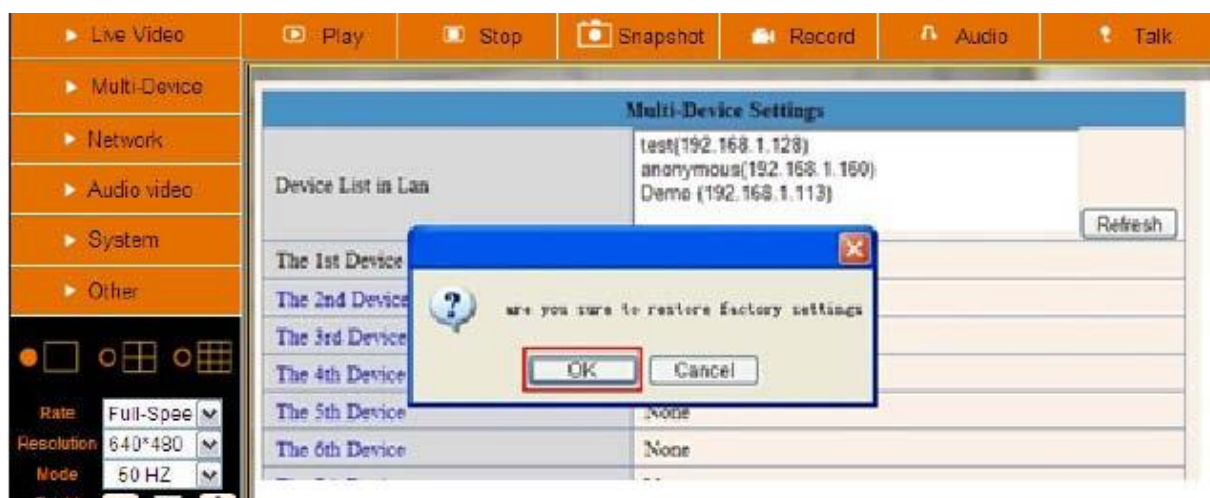 Live Video
Play
Stop
Snapshot
Record
Audio
Talk
Multi-Device
Network
Audio video
System
Other
Multi-Device Settings
Device List in Lan
test(192.168.1.128)
anonymous(192.168.1.160)
Demo (192.168.1.113)
Refresh
The 1st Device
The 2nd Device
The 3rd Device
The 4th Device
The 5th Device
None
The 6th Device
None
are you sure to restore factory settings
OK
Cancel
Rate
Full-Spee
Resolution
640*480
Mode
50 HZ